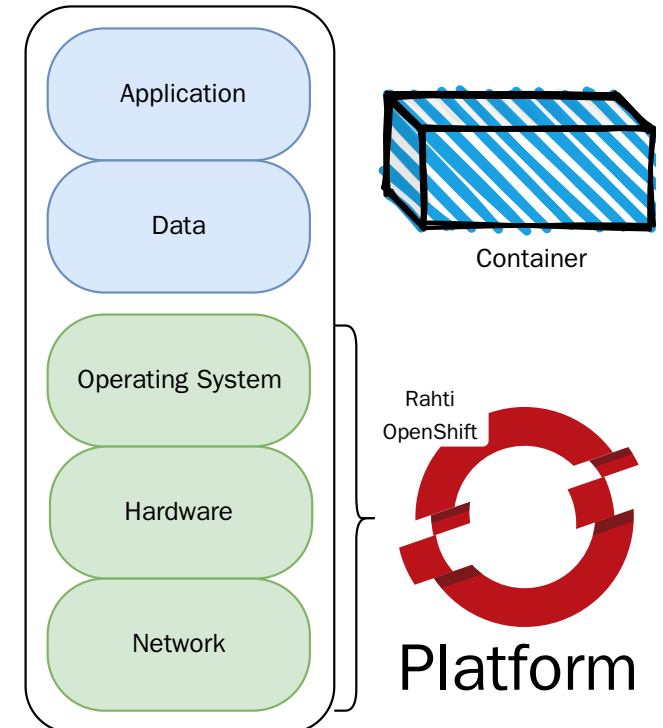 Application
Data
Container
Operating System
Rahti
OpenShift
Hardware
Network
Platform